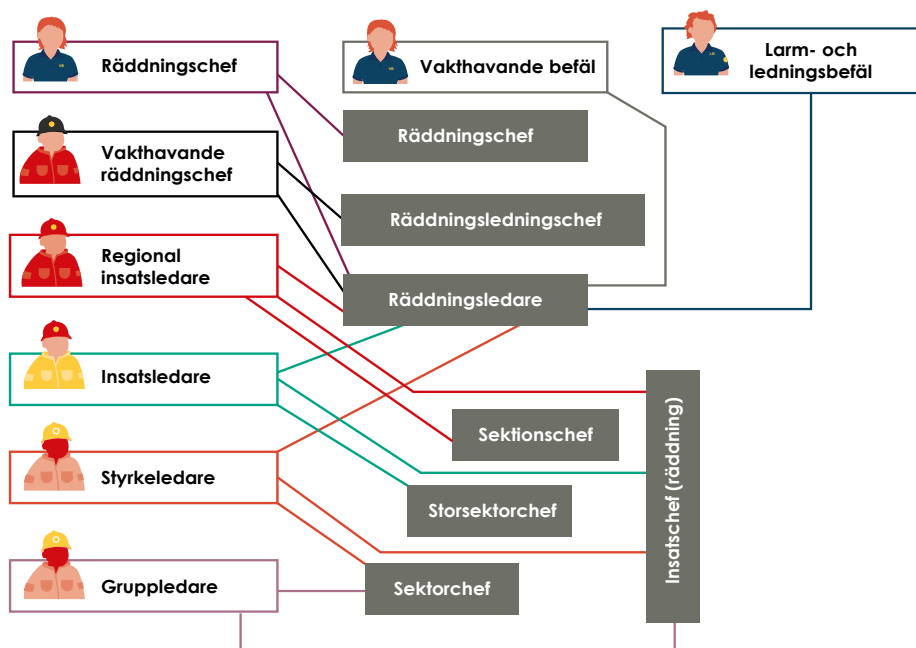 Räddningschef
Vakthavande befäl
Larm- och
ledningsbefäl
Räddningschef
Vakthavande
räddningschef
Räddningsledningschef
Regional
insatsledare
Räddningsledare
Insatsledare
Insatschef (räddning)
Sektionschef
Styrkeledare
Storsektorchef
Gruppledare
Sektorchef